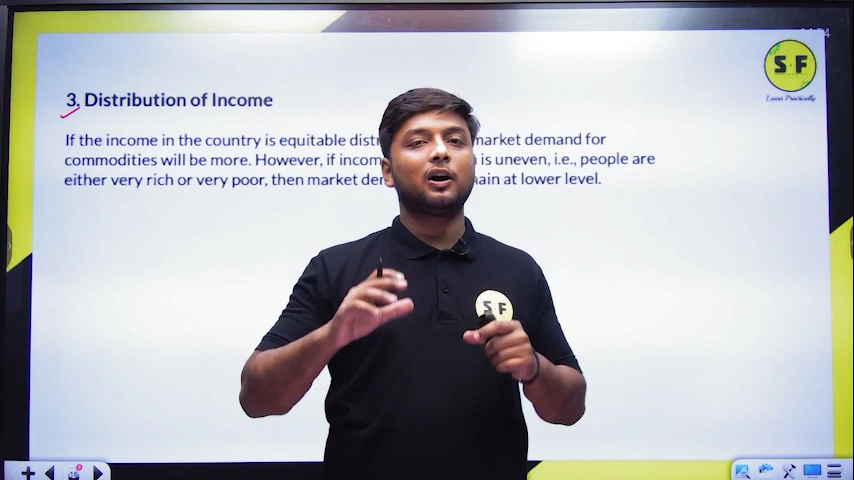 S F
Learn Practically
3. Distribution of Income
If the income in the country is equitable market demand for
commodities will be more. However, if is uneven, i.e., people are
either very rich or very poor, then market at lower level.
S F